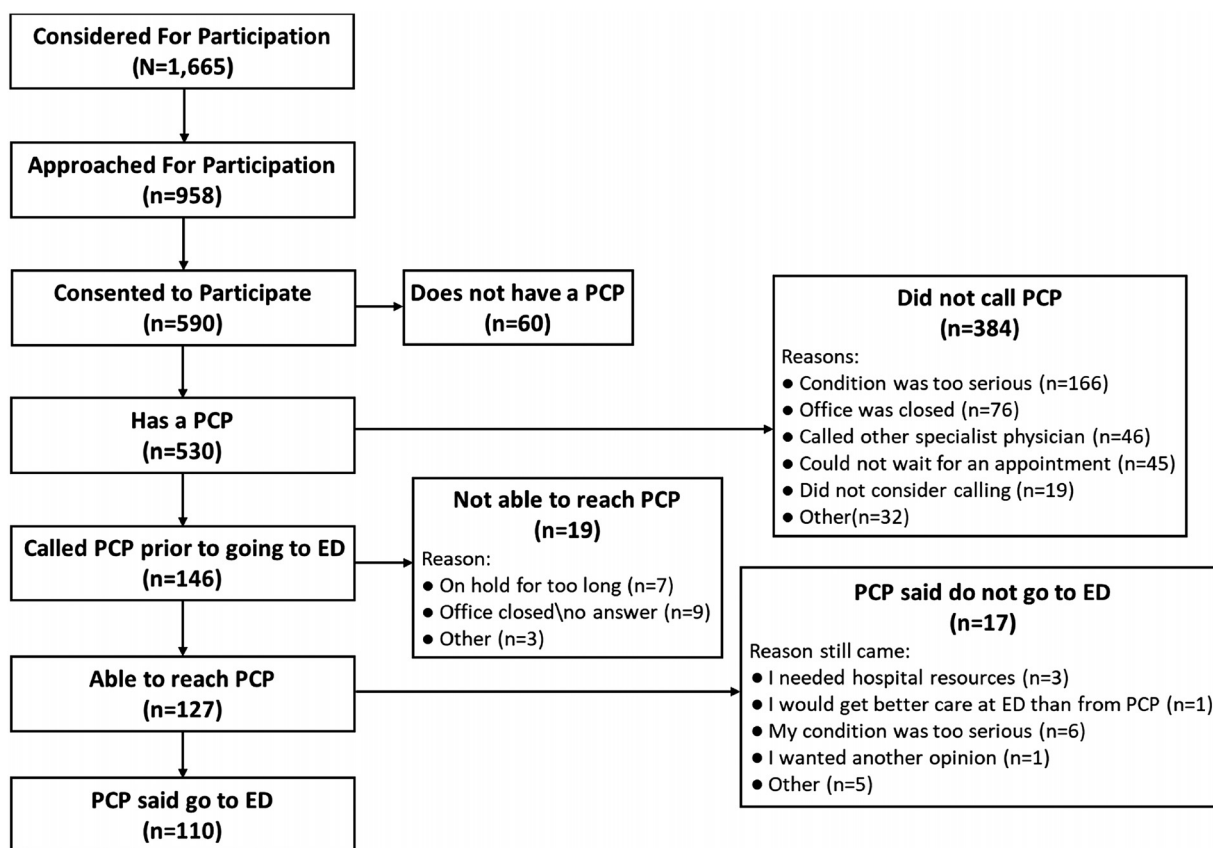 Considered For Participation
(N=1,665)
Approached For Participation
(n=958)
Consented to Participate
(n=590)
Does not have a PCP
(n=60)
Did not call PCP
(n=384)
Reasons:
● Condition was too serious (n=166)
● Office was closed (n=76)
● Called other specialist physician (n=46)
● Could not wait for an appointment (n=45)
● Did not consider calling (n=19)
● Other(n=32)
Has a PCP
(n=530)
Not able to reach PCP
(n=19)
Reason:
● On hold for too long (n=7)
● Office closed\no answer (n=9)
● Other (n=3)
Called PCP prior to going to ED
(n=146)
PCP said do not go to ED
(n=17)
Reason still came:
● I needed hospital resources (n=3)
● I would get better care at ED than from PCP (n=1)
● My condition was too serious (n=6)
● I wanted another opinion (n=1)
● Other (n=5)
Able to reach PCP
(n=127)
PCP said go to ED
(n=110)